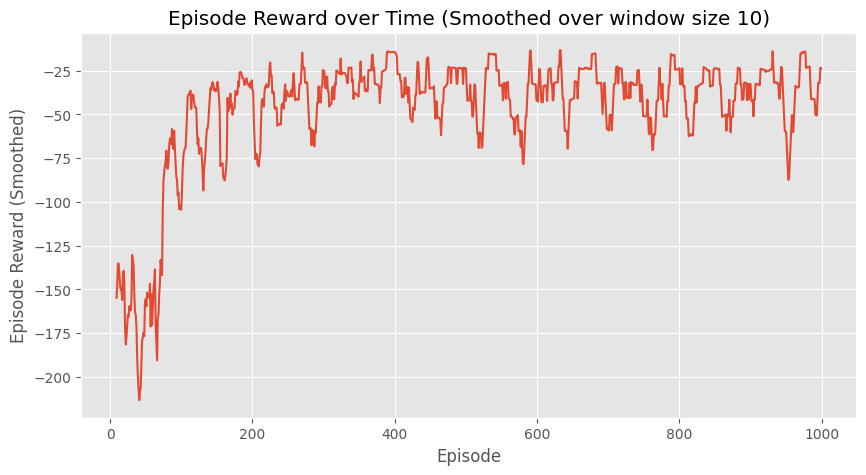 Episode Reward over Time (Smoothed over window size 10)
Episode Reward (Smoothed)
−25
−50
−75
−100
−125
−150
−175
−200
0 200 400 600 800 1000
Episode